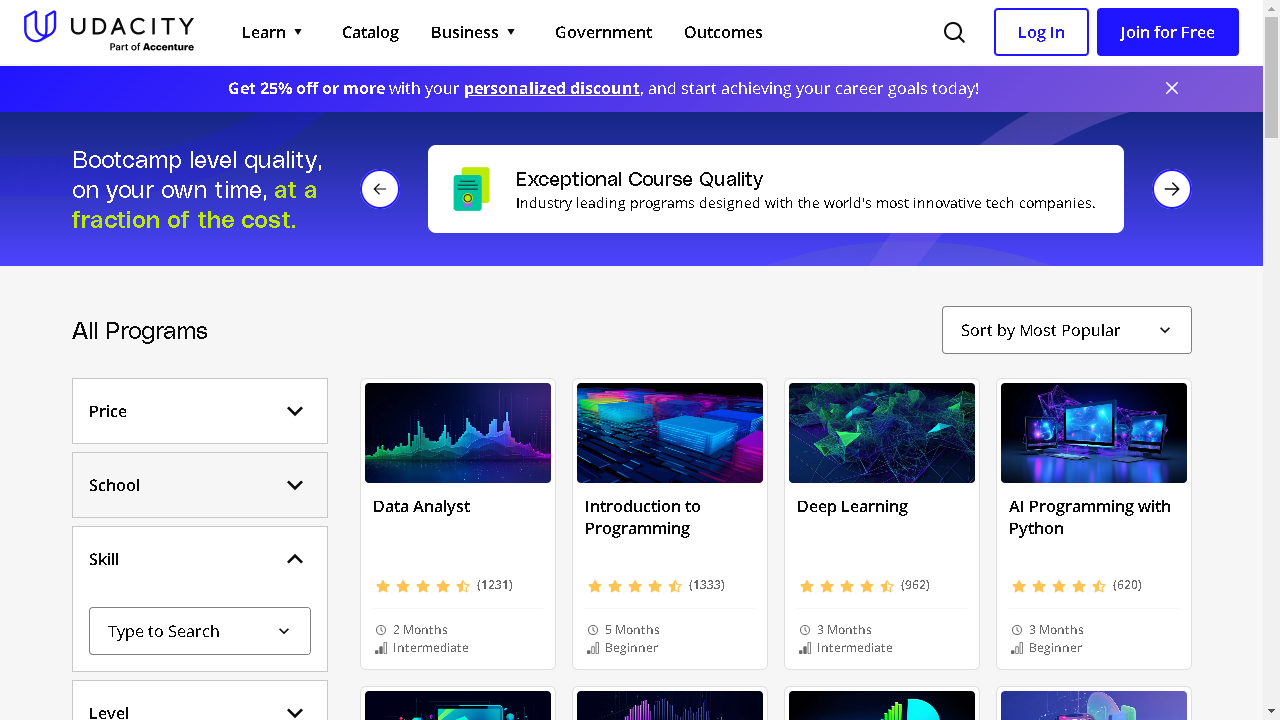 UDACITY
Part of Accenture
Learn
Catalog
Business
Government
Outcomes
Log In
Join for Free
Get 25% off or more with your personalized discount, and start achieving your career goals today!
Bootcamp level quality,
on your own time, at a
fraction of the cost.
Exceptional Course Quality
Industry leading programs designed with the world's most innovative tech companies.
All Programs
Sort by Most Popular
Price
School
Skill
Type to Search
Level
Data Analyst
(1231)
2 Months
Intermediate
Introduction to
Programming
(1333)
5 Months
Beginner
Deep Learning
(962)
3 Months
Intermediate
AI Programming with
Python
(620)
3 Months
Beginner